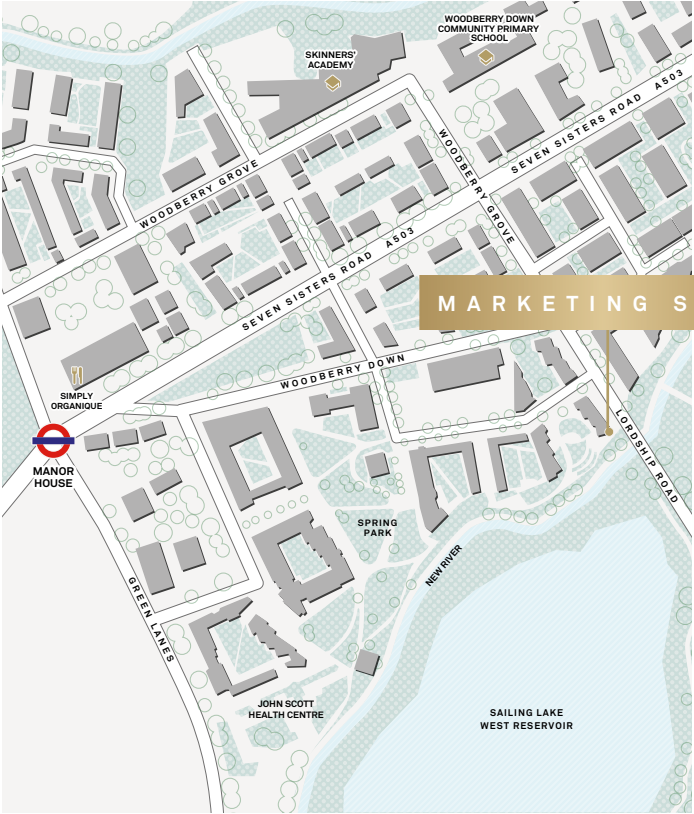 WOODBERRY DOWN
COMMUNITY PRIMARY
SCHOOL
SKINNERS'
ACADEMY
SEVEN SISTERS ROAD A503
WOODBERRY GROVE
WOODBERRY GROVE
SEVEN SISTERS ROAD A503
MARKETING S
WOODBERRY DOWN
SIMPLY
ORGANIQUE
MANOR
HOUSE
LORDSHIP ROAD
SPRING
PARK
NEW RIVER
GREEN LANES
JOHN SCOTT
HEALTH CENTRE
SAILING LAKE
WEST RESERVOIR